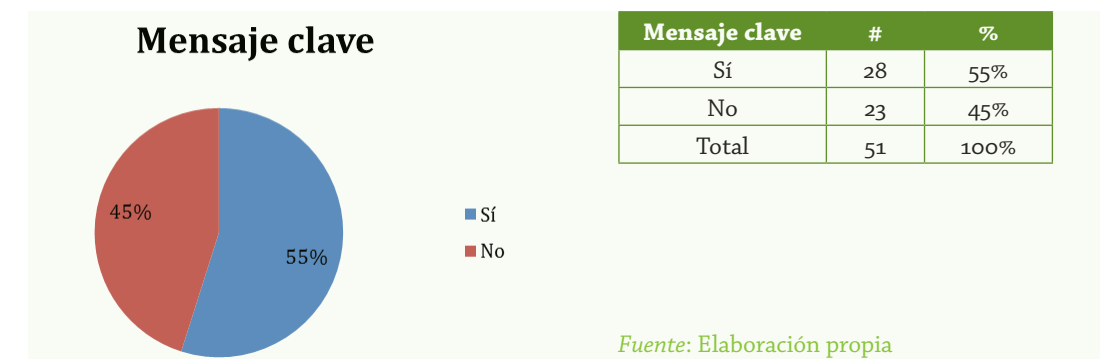 Mensaje clave
45%
55%
Sí
No
Mensaje clave # %
Sí 28 55%
No 23 45%
Total 51 100%
Fuente: Elaboración propia